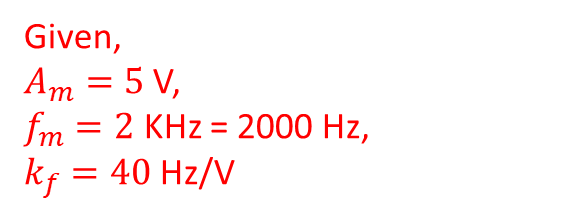 Given,
A_m = 5 V,
f_m = 2 KHz = 2000 Hz,
k_f = 40 Hz/V